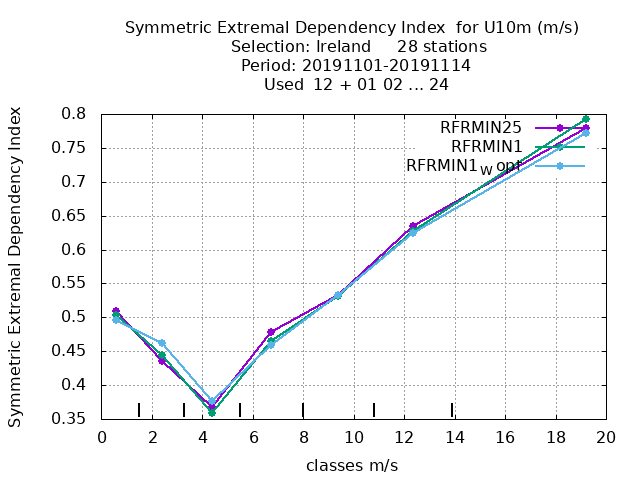 Symmetric Extremal Dependency Index for U10m (m/s)
Selection: Ireland 28 stations
Period: 20191101-20191114
Used 12 + 01 02 ... 24
Symmetric Extremal Dependency Index
0.8
0.75
0.7
0.65
0.6
0.55
0.5
0.45
0.4
0.35
RFRMIN25
RFRMIN1
RFRMIN1W opt
0 2 4 6 8 10 12 14 16 18 20
classes m/s